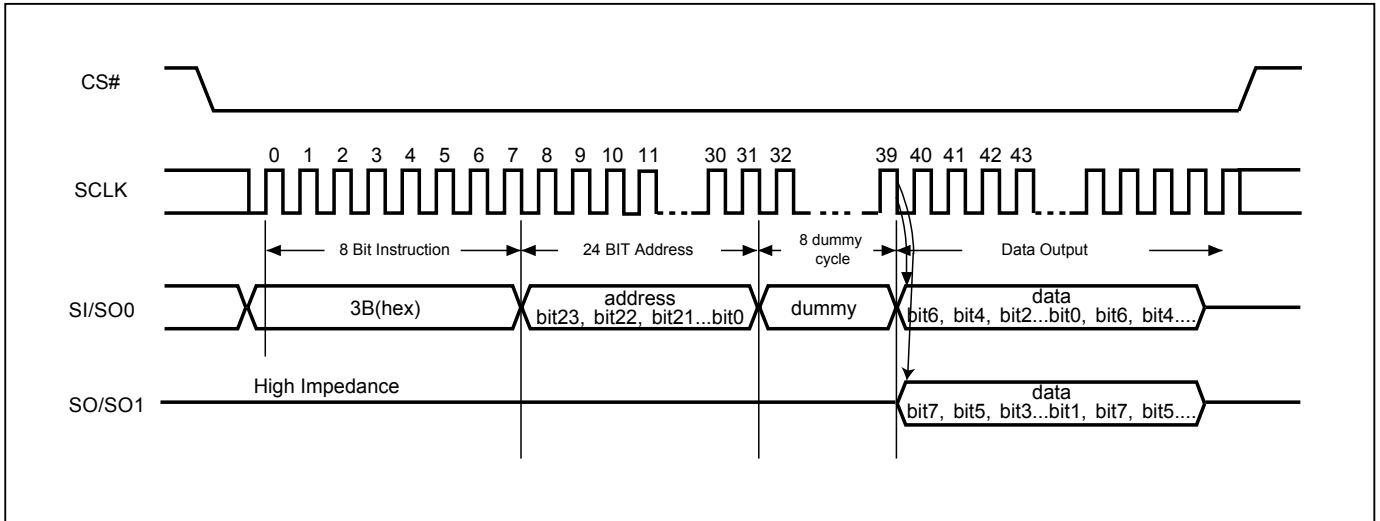 CS#
0 1 2 3 4 5 6 7 8 9 10 11 30 31 32 39 40 41 42 43
SCLK
8 Bit Instruction
24 BIT Address
8 dummy
cycle
Data Output
SI/SO0
3B(hex)
address
bit23, bit22, bit21...bit0
dummy
data
bit6, bit4, bit2...bit0, bit6, bit4....
High Impedance
SO/SO1
data
bit7, bit5, bit3...bit1, bit7, bit5....